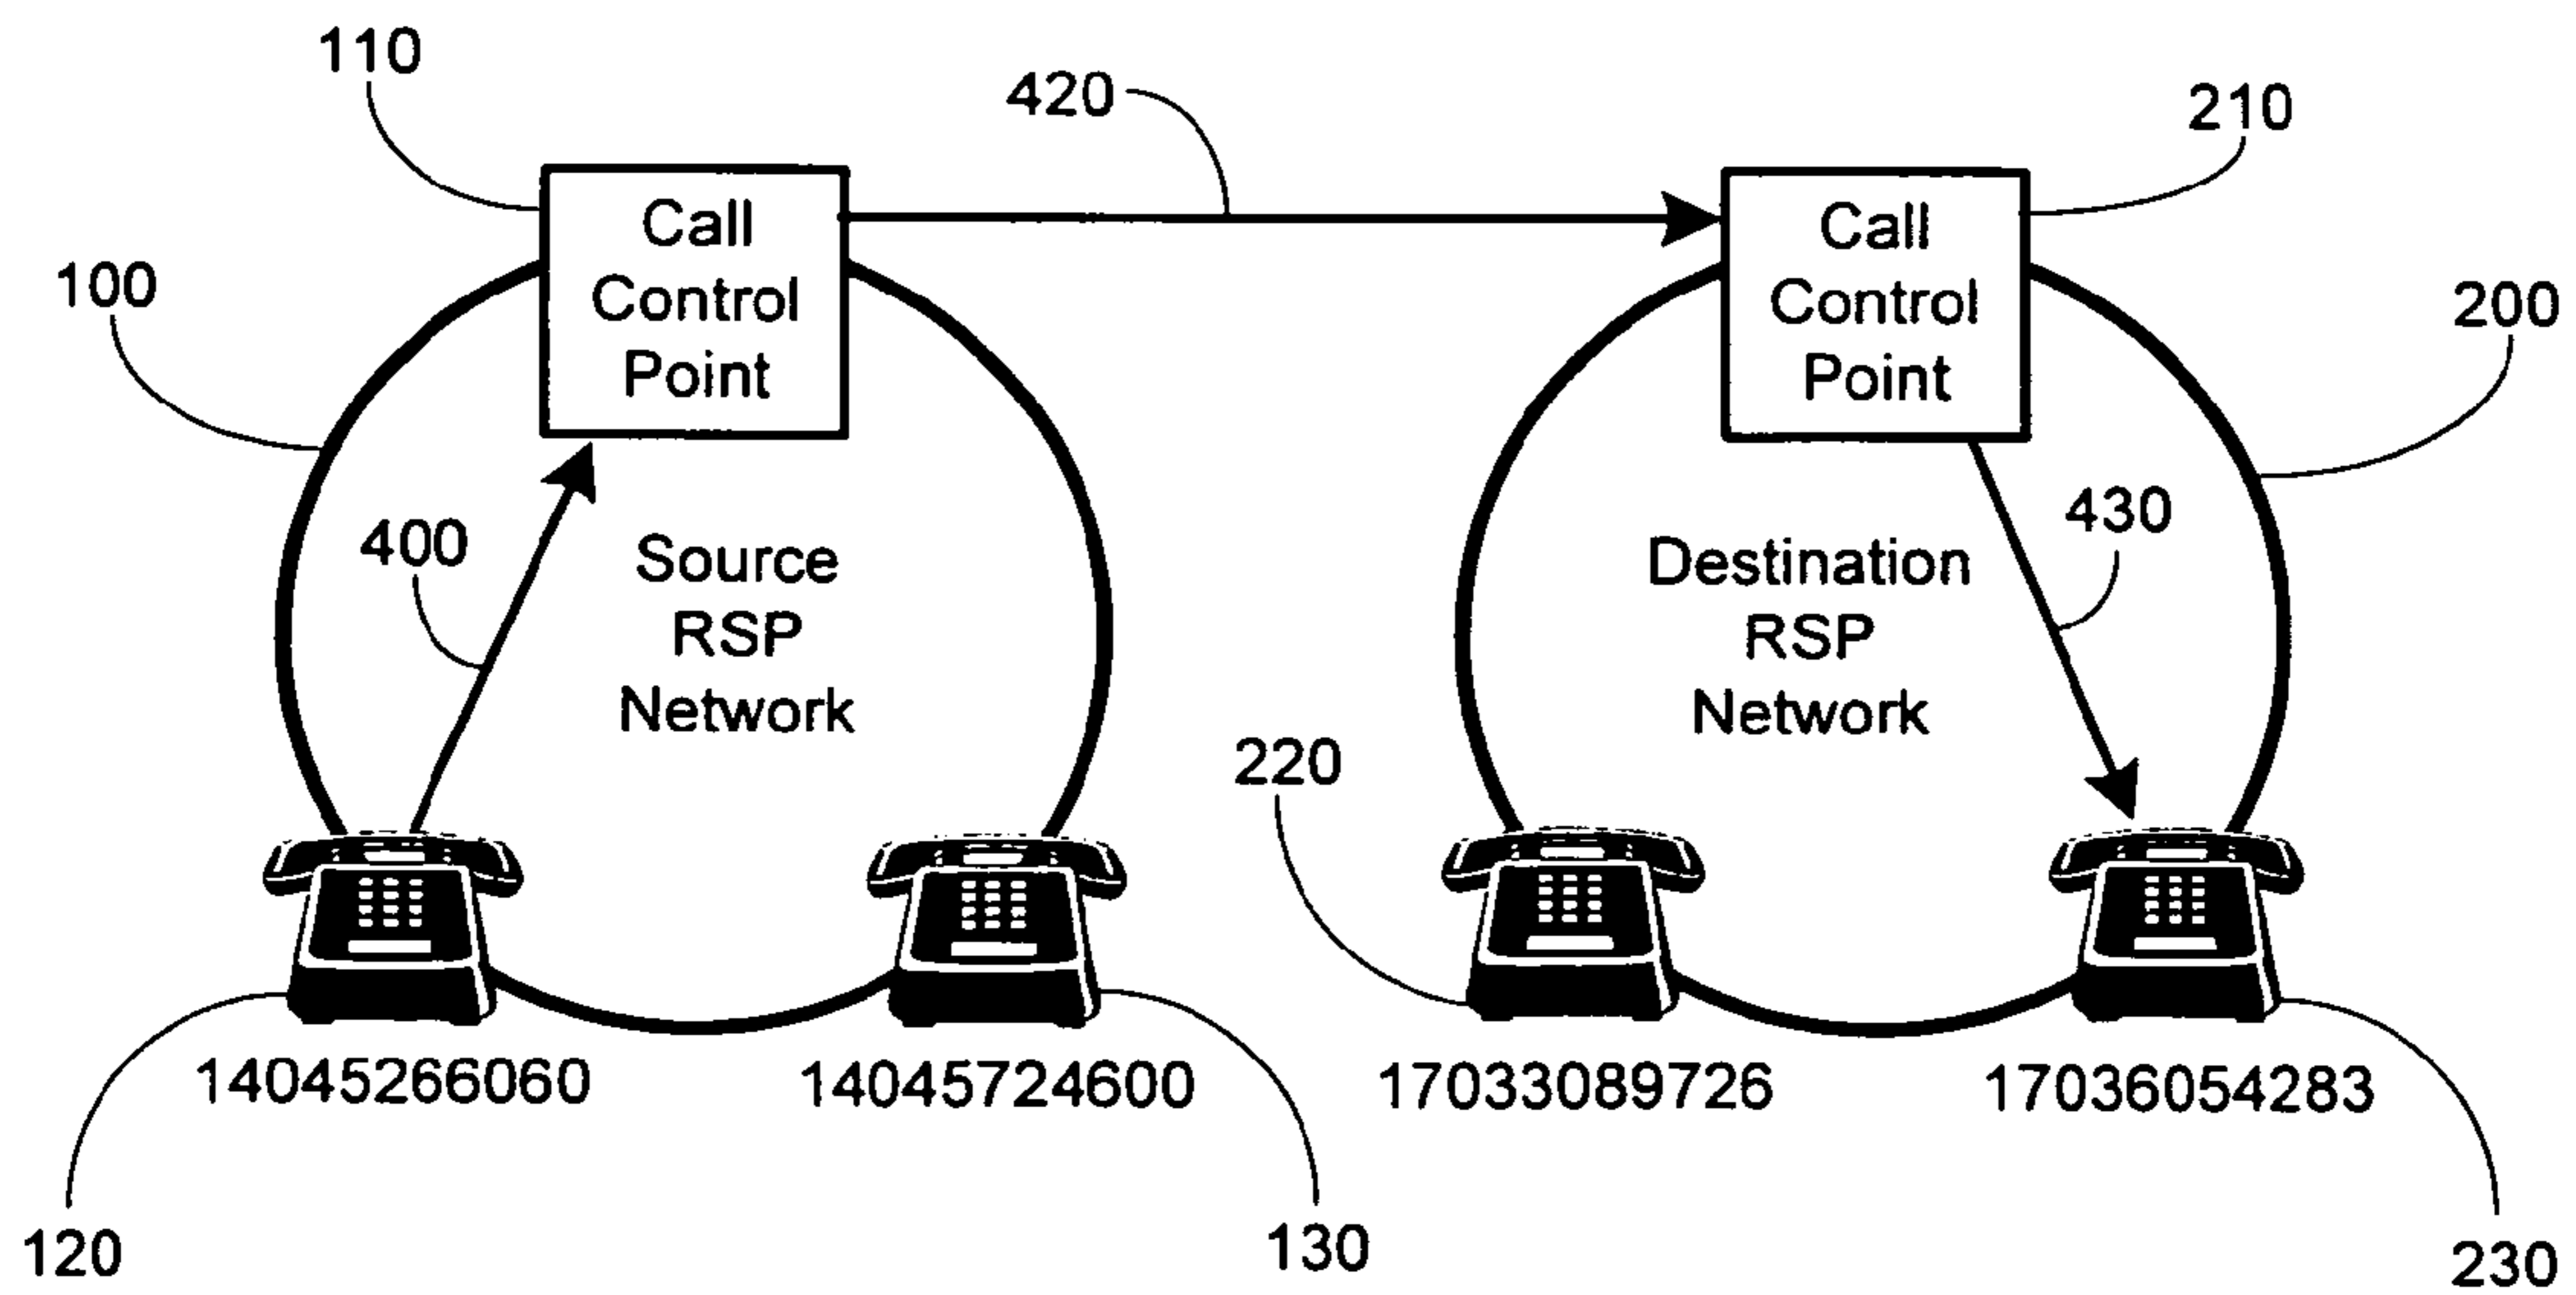 110
420
210
Call
Control
Point
Call
Control
Point
100
200
400
430
Source
RSP
Network
Destination
RSP
Network
220
14045266060
14045724600
17033089726
17036054283
120
130
230